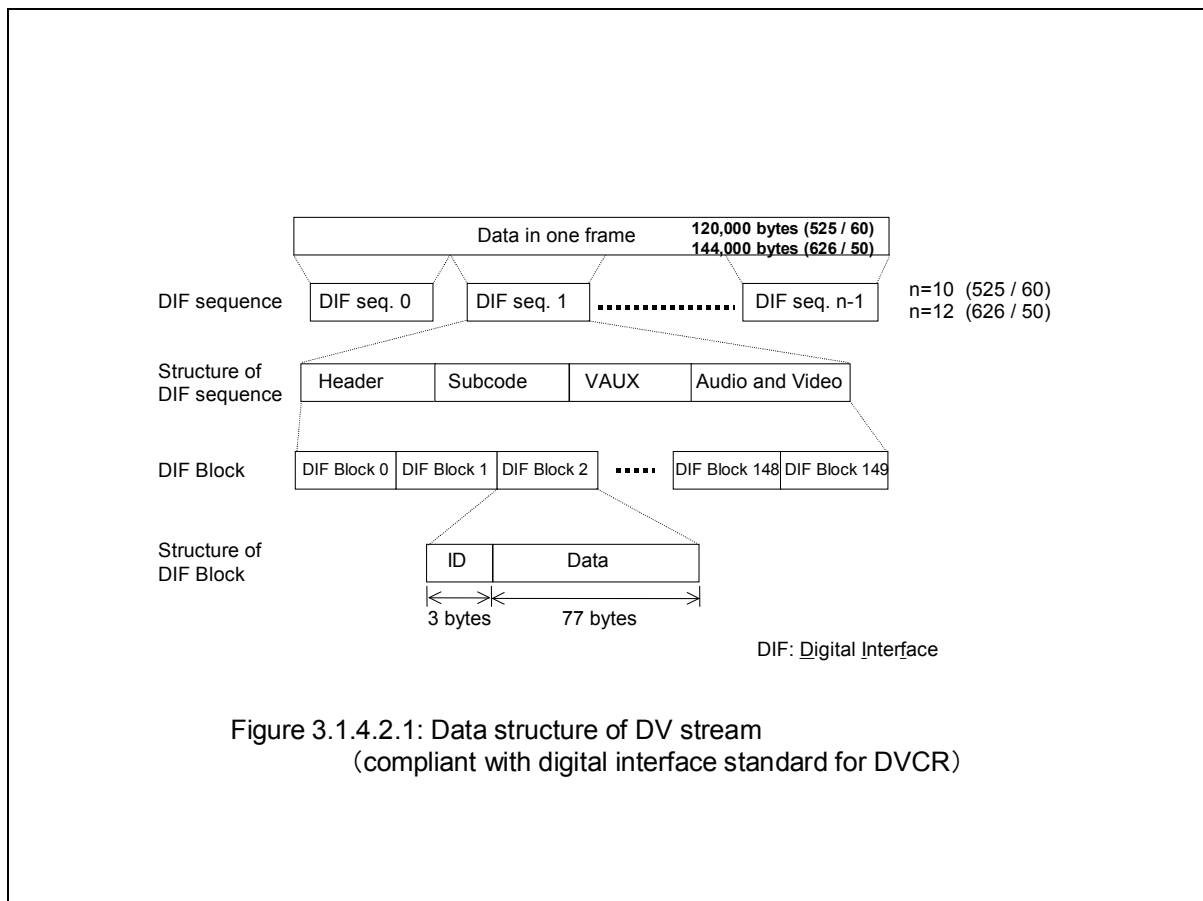 Data in one frame
120,000 bytes (525 / 60)
144,000 bytes (626 / 50)
DIF sequence
DIF seq. 0
DIF seq. 1
DIF seq. n-1
n=10 (525 / 60)
n=12 (626 / 50)
Structure of
DIF sequence
Header
Subcode
VAUX
Audio and Video
DIF Block
DIF Block 0
DIF Block 1
DIF Block 2
DIF Block 148
DIF Block 149
Structure of
DIF Block
ID
Data
3 bytes
77 bytes
DIF: Digital Interface
Figure 3.1.4.2.1: Data structure of DV stream
（compliant with digital interface standard for DVCR）